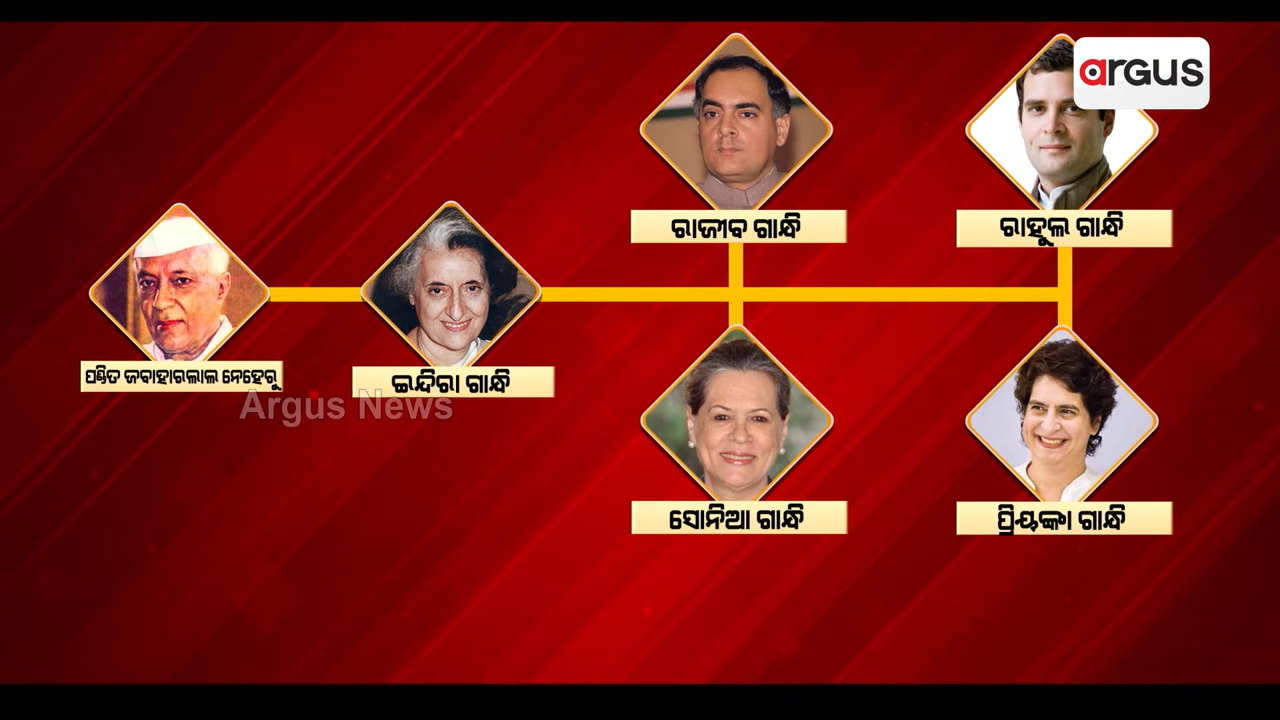 argus
ରାଜୀବ ଗାନ୍ଧି
ରାହୁଲ ଗାନ୍ଧି
ପଣ୍ଡିତ ଜବାହାରଲାଲ ନେହେରୁ
ଇନ୍ଦିରା ଗାନ୍ଧି
Argus News
ସୋନିଆ ଗାନ୍ଧି
ପ୍ରିୟଙ୍କା ଗାନ୍ଧି